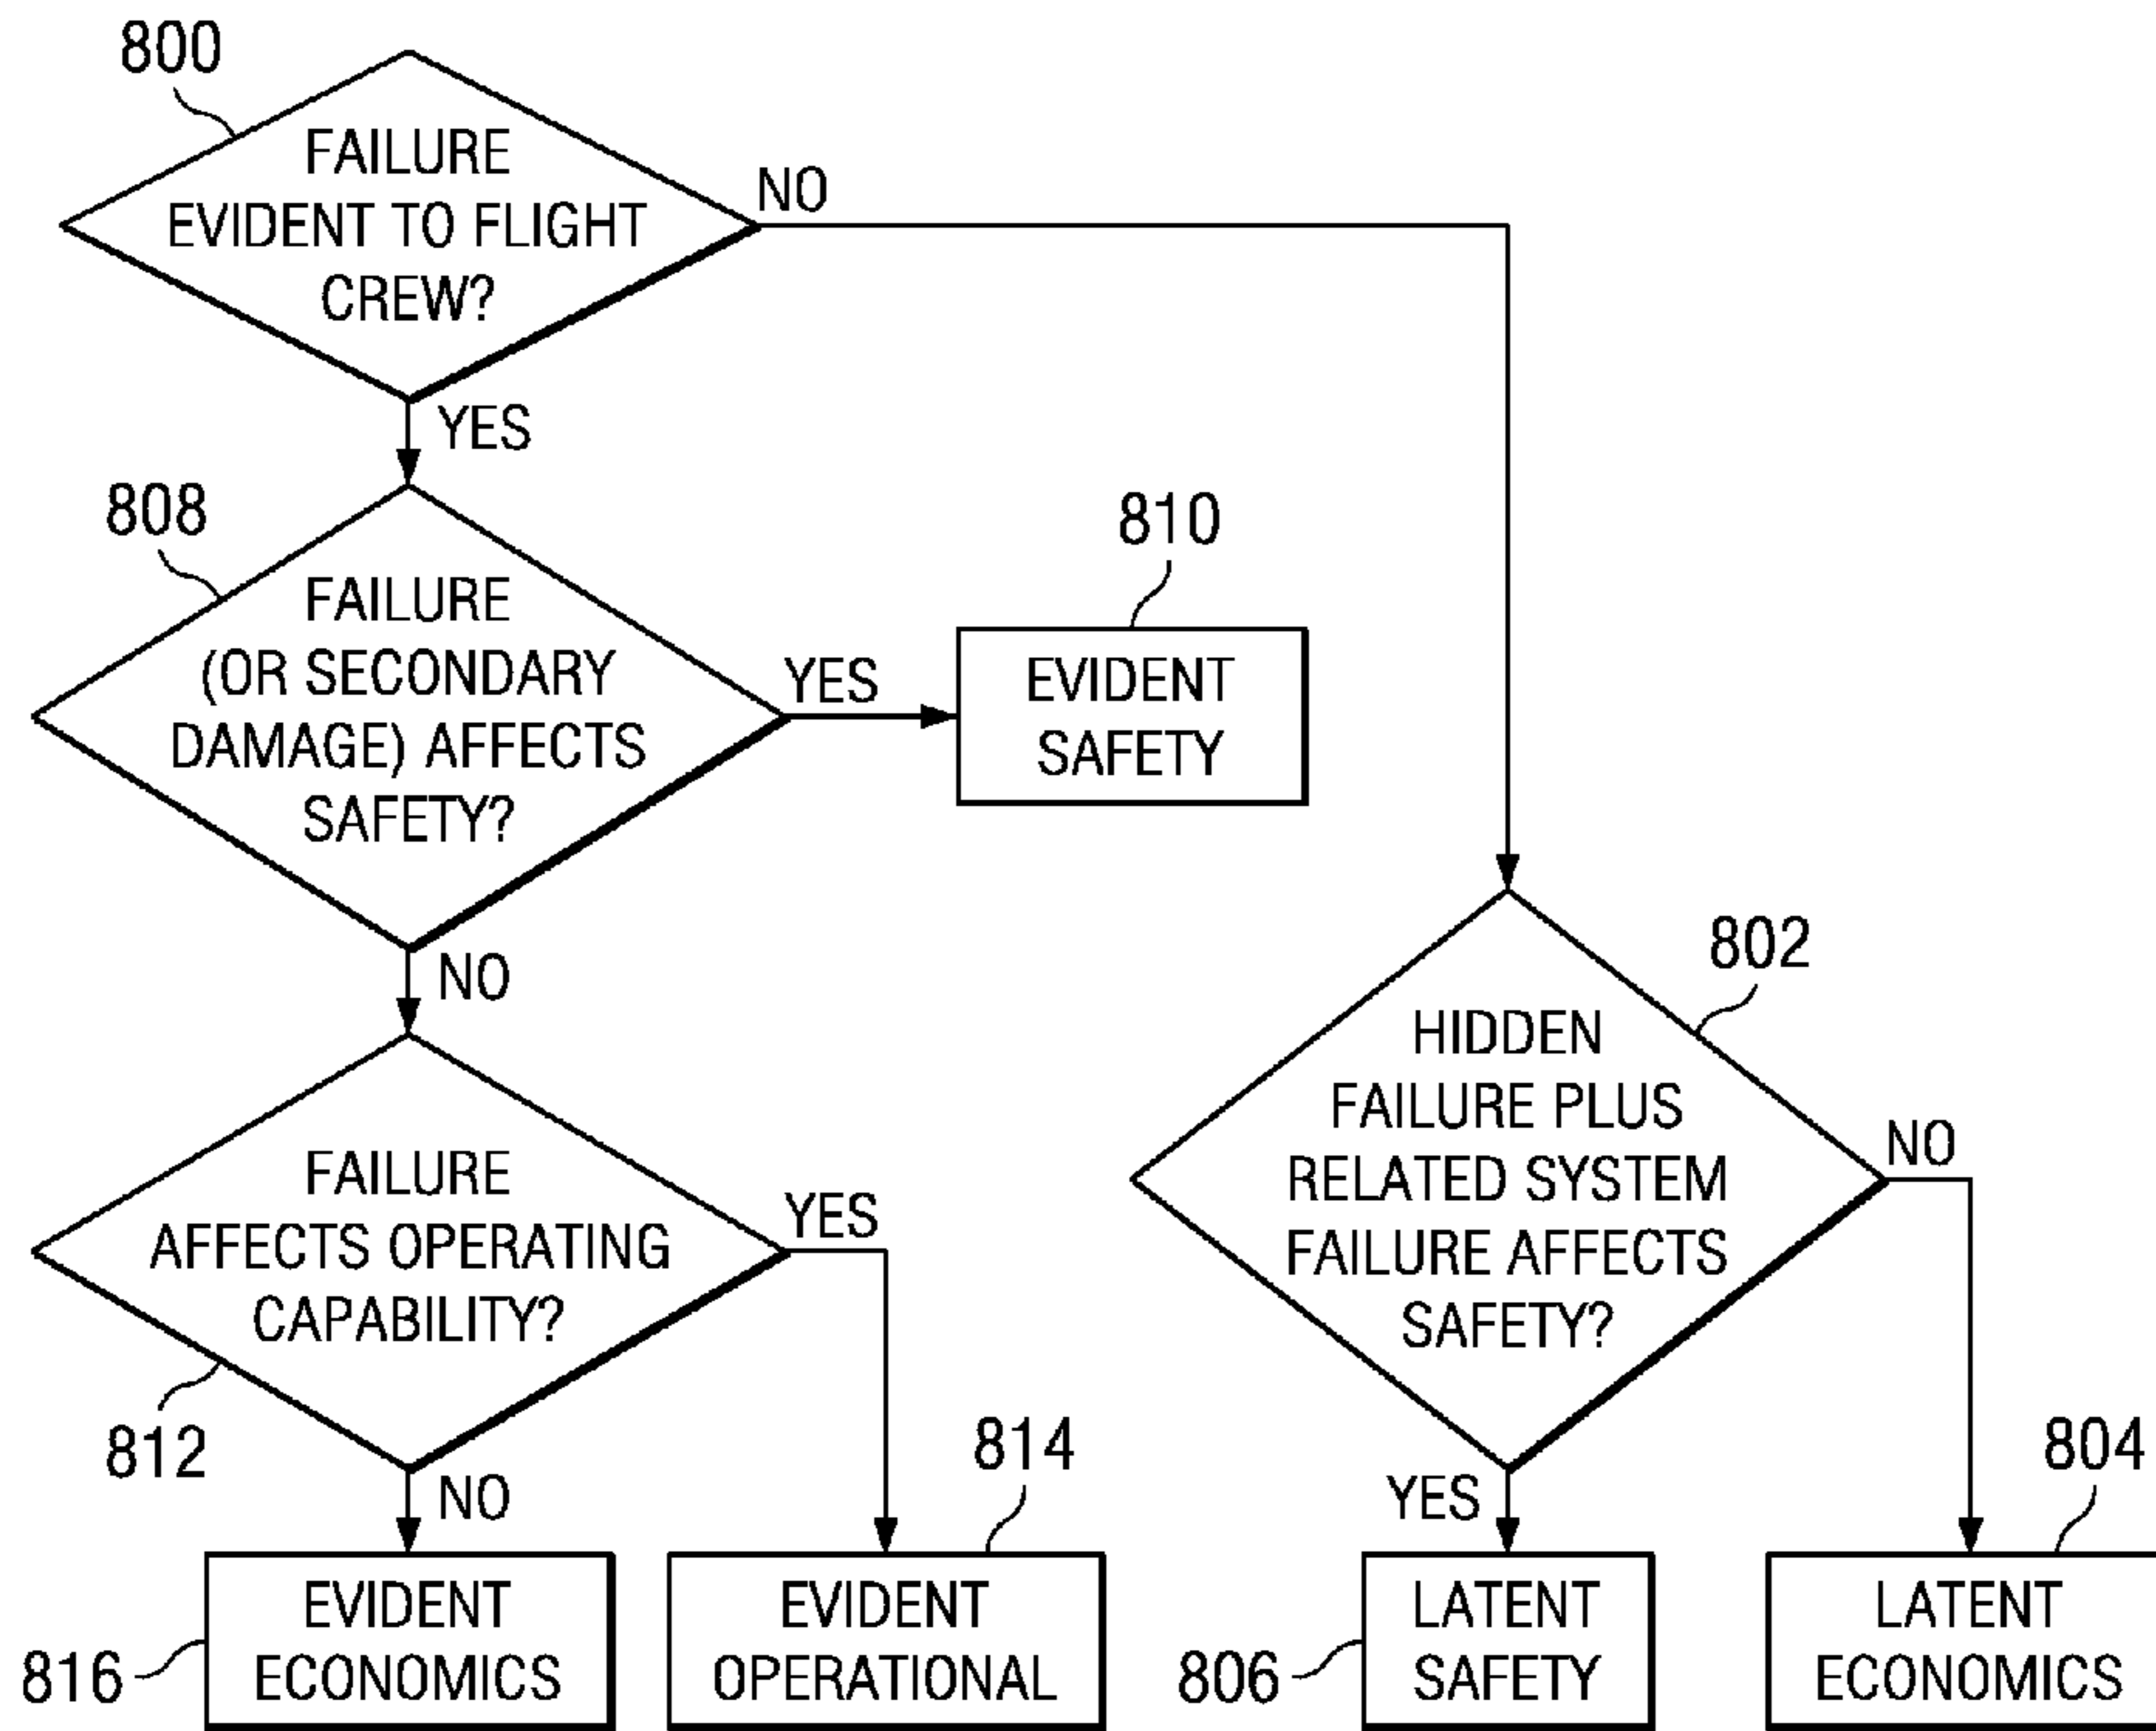 800
FAILURE
EVIDENT TO FLIGHT
CREW?
NO
YES
808
FAILURE
(OR SECONDARY
DAMAGE) AFFECTS
SAFETY?
YES
810
EVIDENT
SAFETY
NO
802
HIDDEN
FAILURE PLUS
RELATED SYSTEM
FAILURE AFFECTS
SAFETY?
NO
YES
FAILURE
AFFECTS OPERATING
CAPABILITY?
YES
812
NO
814
804
EVIDENT
ECONOMICS
816
EVIDENT
OPERATIONAL
LATENT
SAFETY
806
LATENT
ECONOMICS